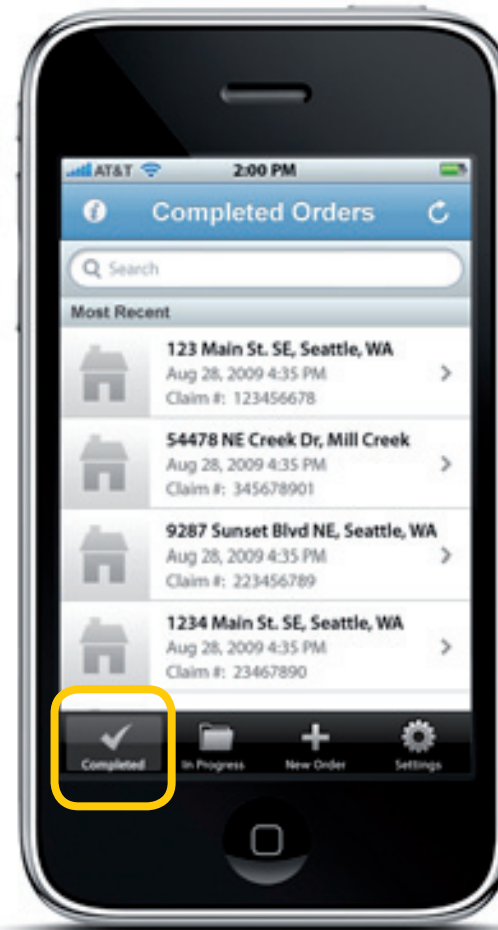 AT&T 2:00 PM
Completed Orders
Search
Most Recent
123 Main St. SE, Seattle, WA
Aug 28, 2009 4:35 PM
Claim #: 123456678
54478 NE Creek Dr, Mill Creek
Aug 28, 2009 4:35 PM
Claim #: 345678901
9287 Sunset Blvd NE, Seattle, WA
Aug 28, 2009 4:35 PM
Claim #: 223456789
1234 Main St. SE, Seattle, WA
Aug 28, 2009 4:35 PM
Claim #: 23467890
Completed In Progress New Order Settings